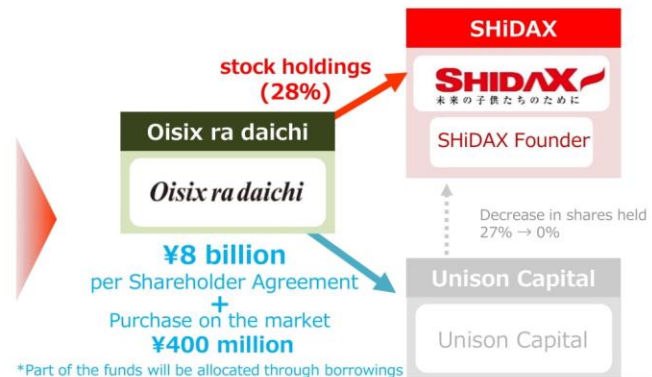 SHiDAX
stock holdings
(28%)
SHIDAX
未来の子供たちのために
SHiDAX Founder
Oisix ra daichi
Oisix ra daichi
Decrease in shares held
27% → 0%
¥8 billion
per Shareholder Agreement
+
Purchase on the market
¥400 million
*Part of the funds will be allocated through borrowings
Unison Capital
Unison Capital